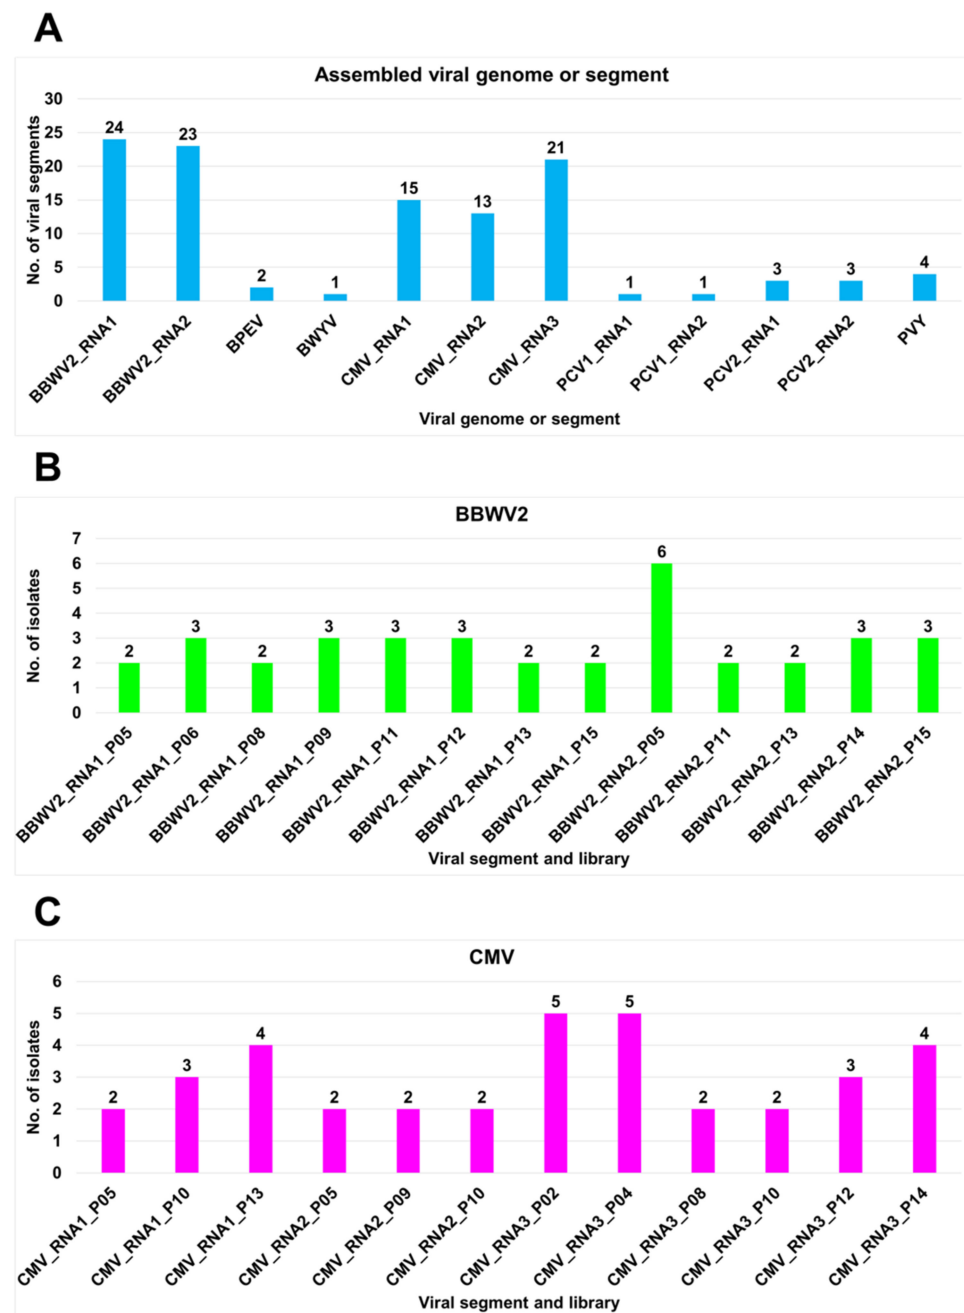 A
Assembled viral genome or segment
No. of viral segments
30
25
20
15
10
5
0
24
23
2
1
15
13
21
1
1
3
3
4
BBWV2_RNA1
BBWV2_RNA2
BPEV
BWYV
CMV_RNA1
CMV_RNA2
CMV_RNA3
PCV1_RNA1
PCV1_RNA2
PCV2_RNA1
PCV2_RNA2
PVY
Viral genome or segment
B
BBWV2
No. of isolates
7
6
5
4
3
2
1
0
2
3
2
3
3
3
2
2
6
2
2
3
3
BBWV2_RNA1_P05
BBWV2_RNA1_P06
BBWV2_RNA1_P08
BBWV2_RNA1_P09
BBWV2_RNA1_P11
BBWV2_RNA1_P12
BBWV2_RNA1_P13
BBWV2_RNA1_P15
BBWV2_RNA2_P05
BBWV2_RNA2_P11
BBWV2_RNA2_P13
BBWV2_RNA2_P14
BBWV2_RNA2_P15
Viral segment and library
C
CMV
No. of isolates
6
5
4
3
2
1
0
2
3
4
2
2
2
5
5
2
2
3
4
CMV_RNA1_P05
CMV_RNA1_P10
CMV_RNA1_P13
CMV_RNA2_P05
CMV_RNA2_P09
CMV_RNA2_P10
CMV_RNA3_P02
CMV_RNA3_P04
CMV_RNA3_P08
CMV_RNA3_P10
CMV_RNA3_P12
CMV_RNA3_P14
Viral segment and library